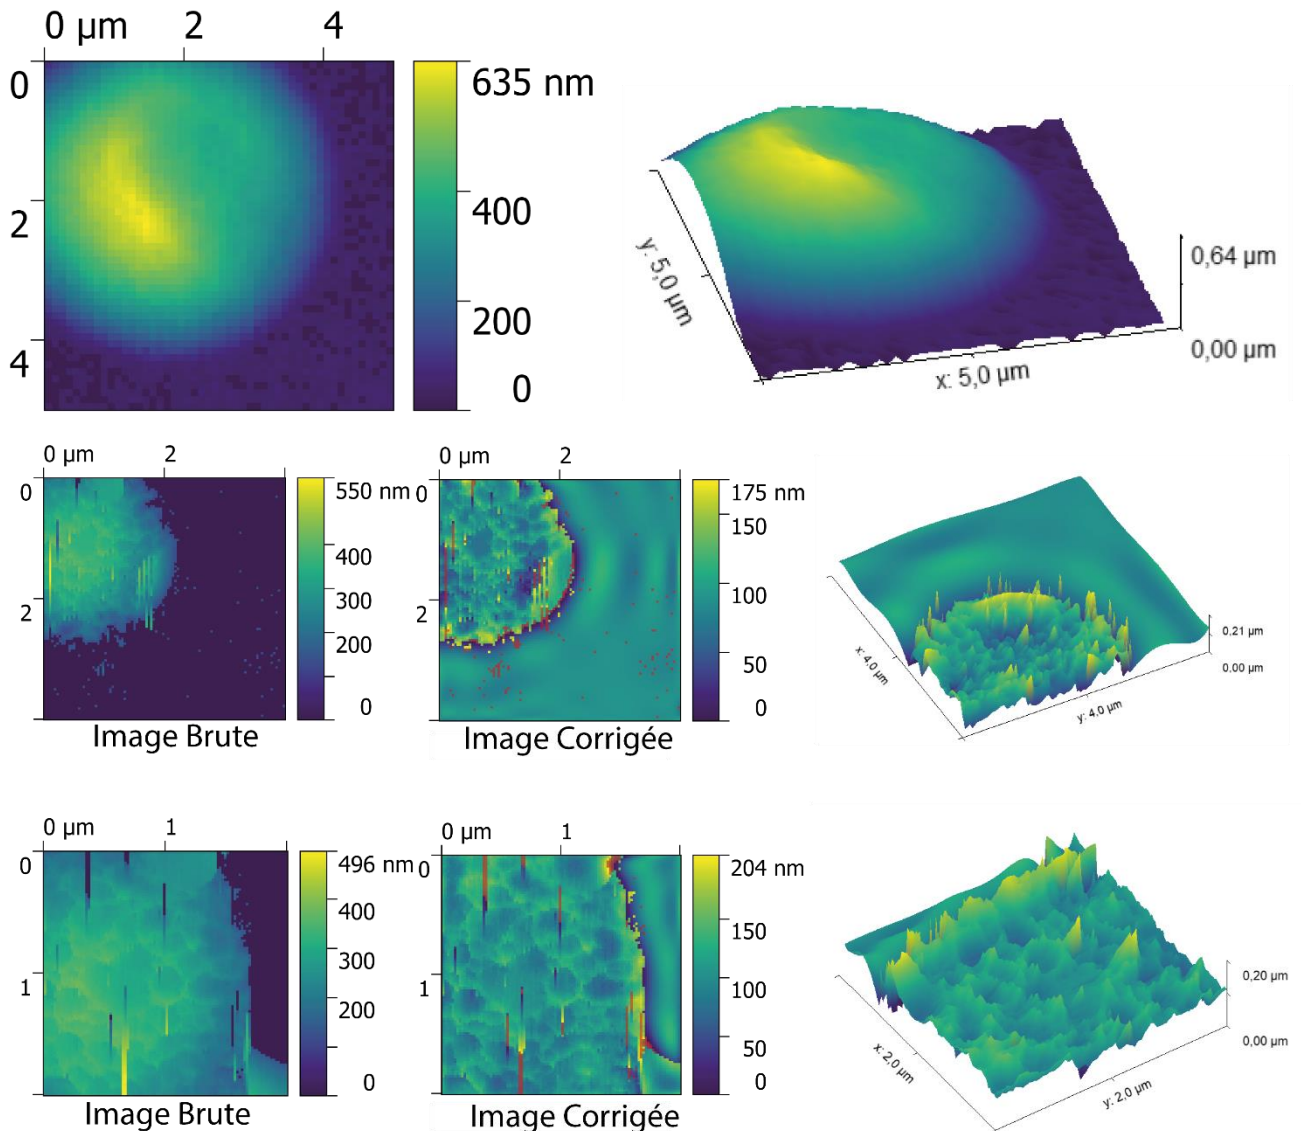 0 µm 2 4
0
2
4
635 nm
400
200
0
y: 5,0 µm
x: 5,0 µm
0,64 µm
0,00 µm
0 µm 2
0
2
550 nm
400
300
200
0
Image Brute
0 µm 2
0
2
175 nm
150
100
50
0
Image Corrigée
x: 4,0 µm
y: 4,0 µm
0,21 µm
0,00 µm
0 µm 1
0
1
496 nm
400
300
200
0
Image Brute
0 µm 1
0
1
204 nm
150
100
50
0
Image Corrigée
x: 2,0 µm
y: 2,0 µm
0,20 µm
0,00 µm